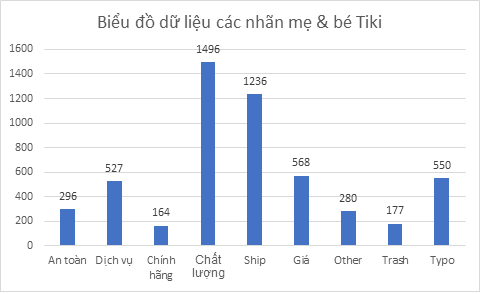 Biểu đồ dữ liệu các nhãn mẹ & bé Tiki
1600
1400
1200
1000
800
600
400
200
0
296
527
164
1496
1236
568
280
177
550
An toàn
Dịch vụ
Chính
hãng
Chất
lượng
Ship
Giá
Other
Trash
Typo